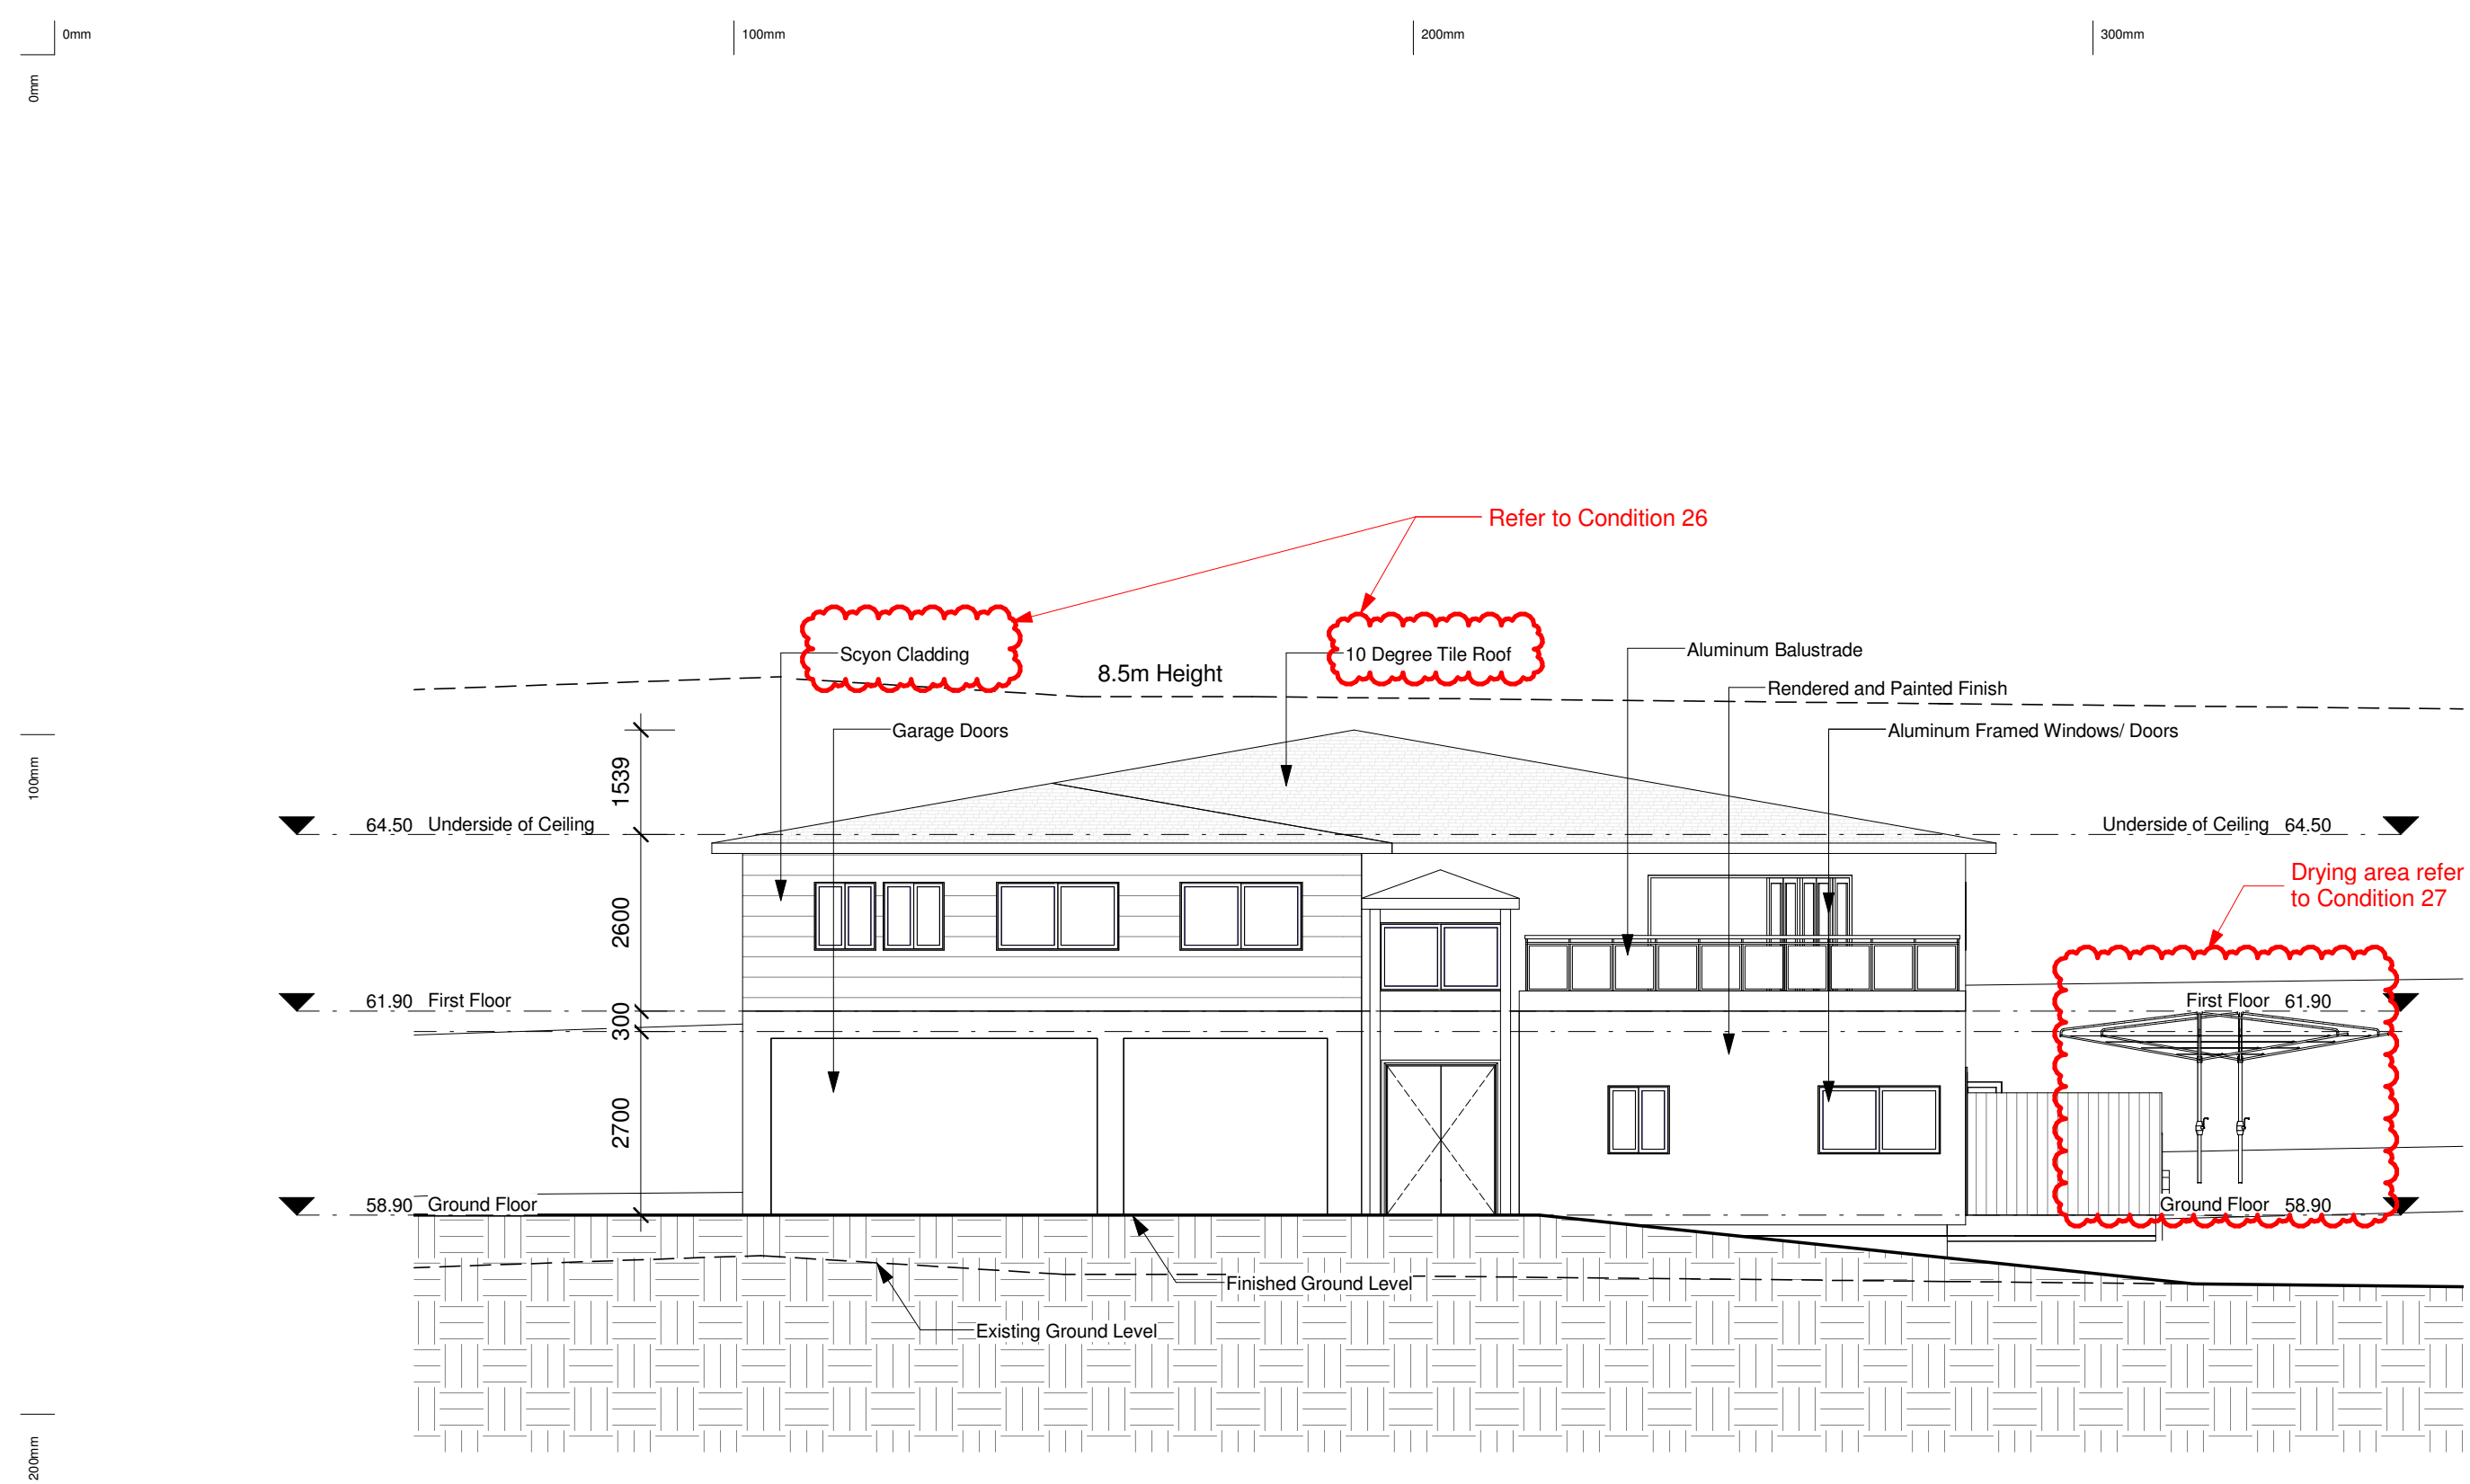 0mm
100mm
200mm
300mm
0mm
Refer to Condition 26
Scyon Cladding
10 Degree Tile Roof
Aluminum Balustrade
8.5m Height
Rendered and Painted Finish
Garage Doors
Aluminum Framed Windows/ Doors
100mm
1539
64.50 Underside of Ceiling
Underside of Ceiling 64.50
Drying area refer
to Condition 27
2600
61.90 First Floor
First Floor 61.90
300
2700
58.90 Ground Floor
Ground Floor 58.90
Finished Ground Level
Existing Ground Level
200mm